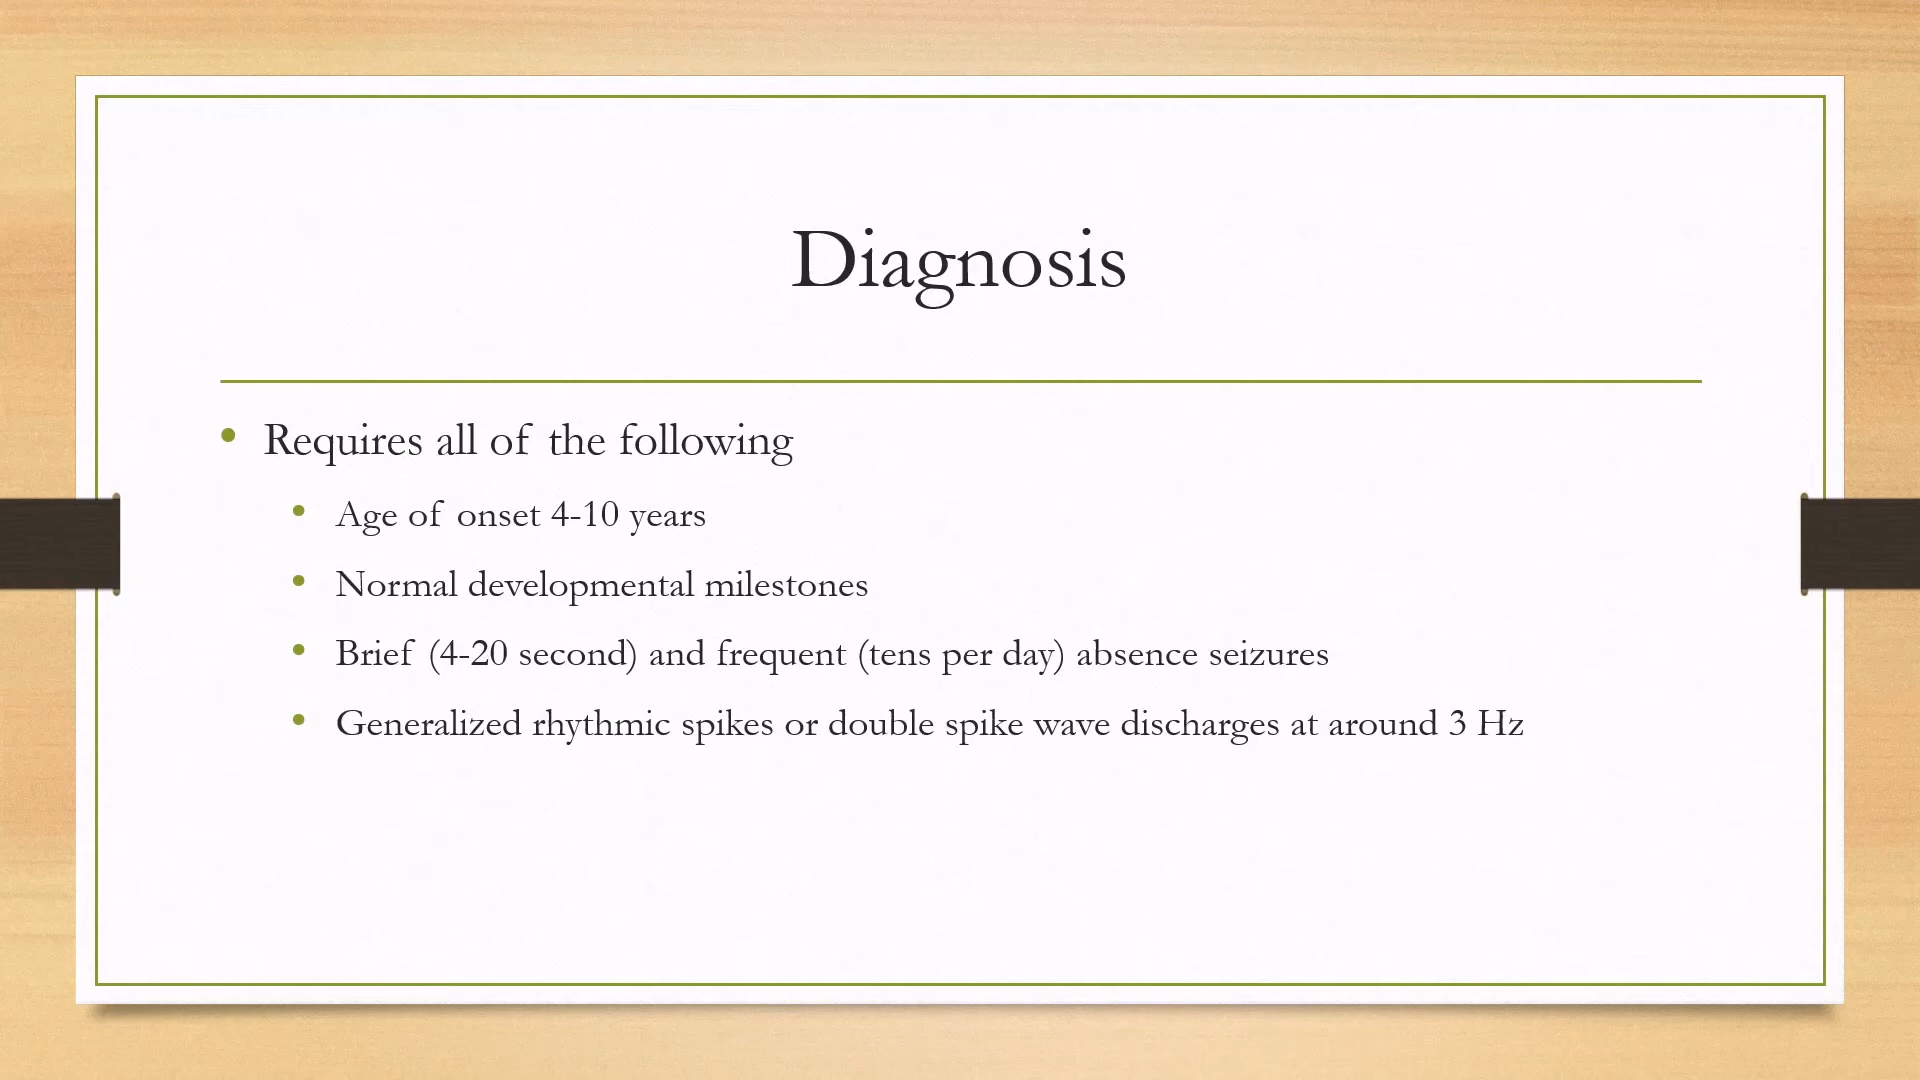 Diagnosis
Requires all of the following
Age of onset 4-10 years
Normal developmental milestones
Brief (4-20 second) and frequent (tens per day) absence seizures
Generalized rhythmic spikes or double spike wave discharges at around 3 Hz